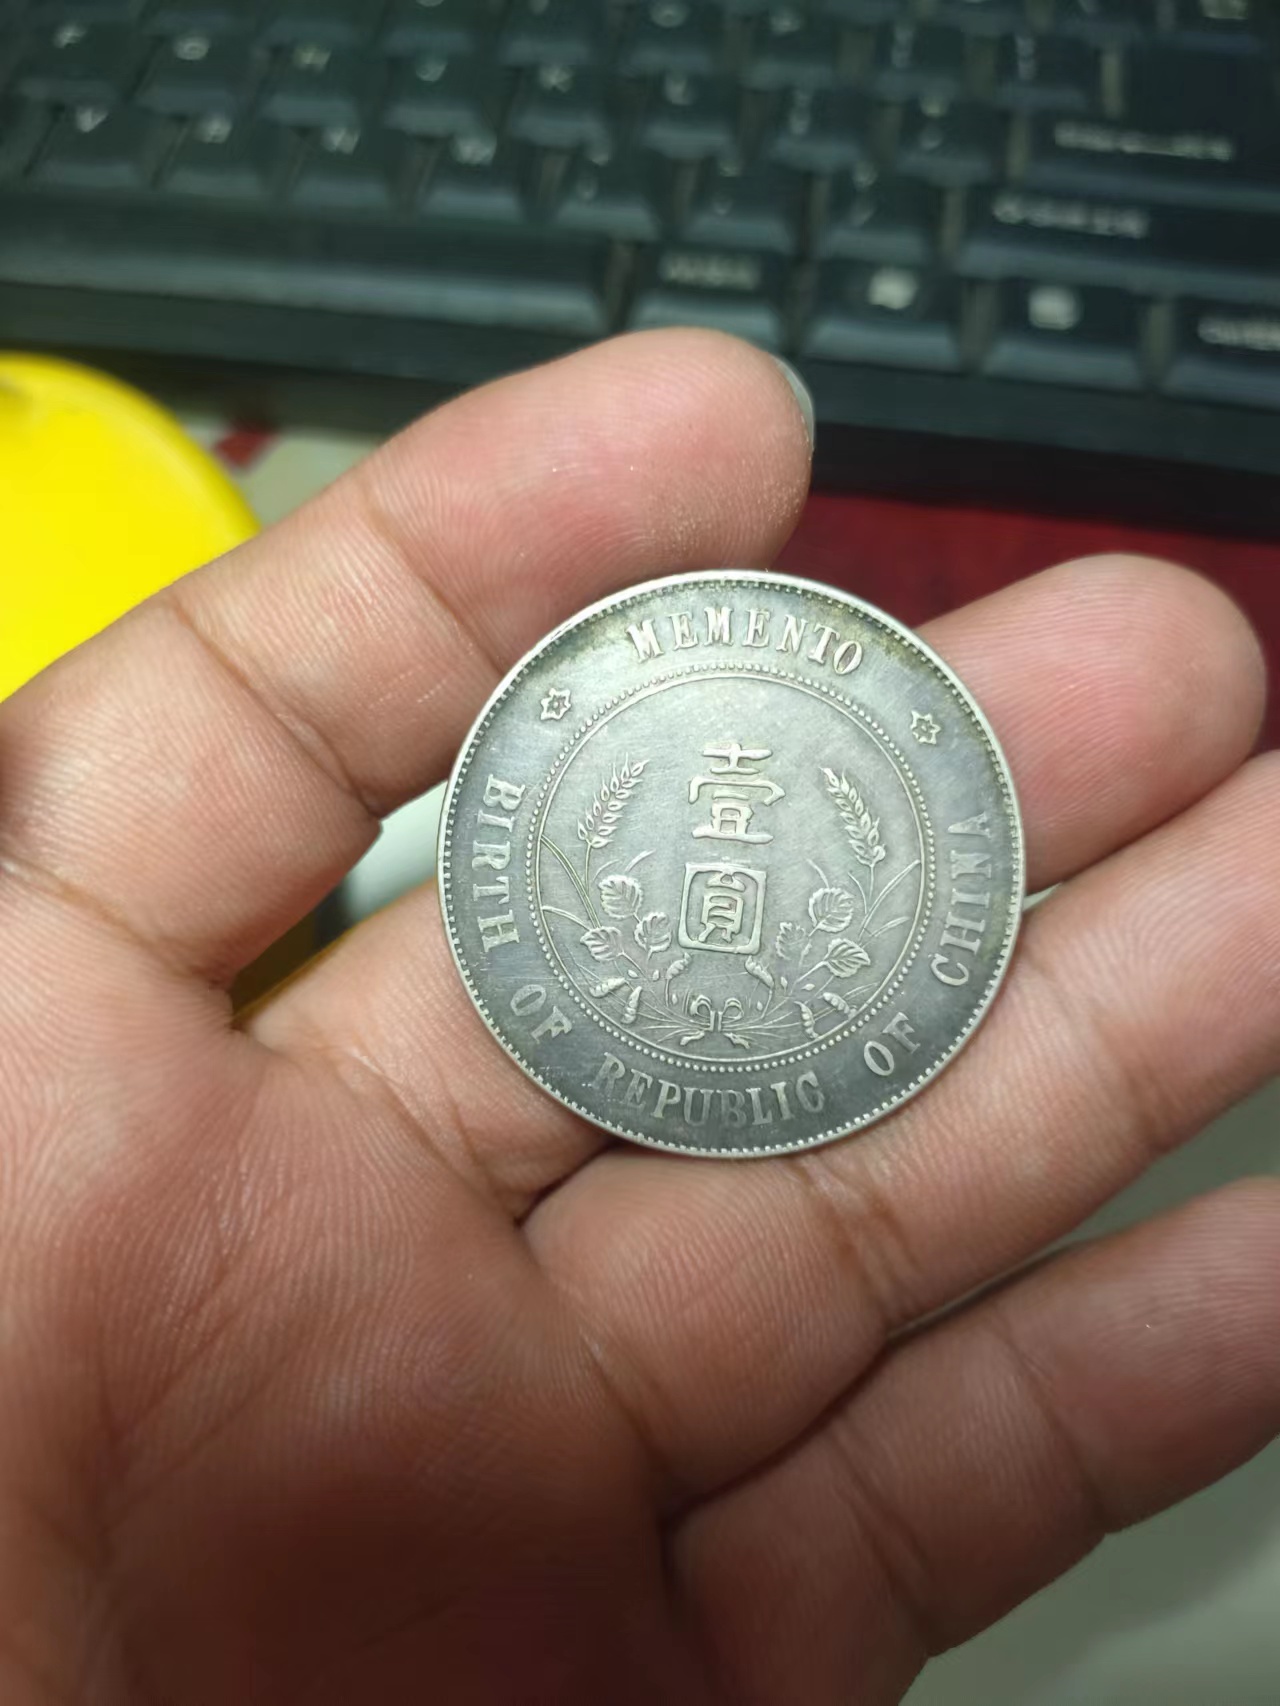 MEMENTO
壹
圓
BIRTH OF REPUBLIC OF CHINA